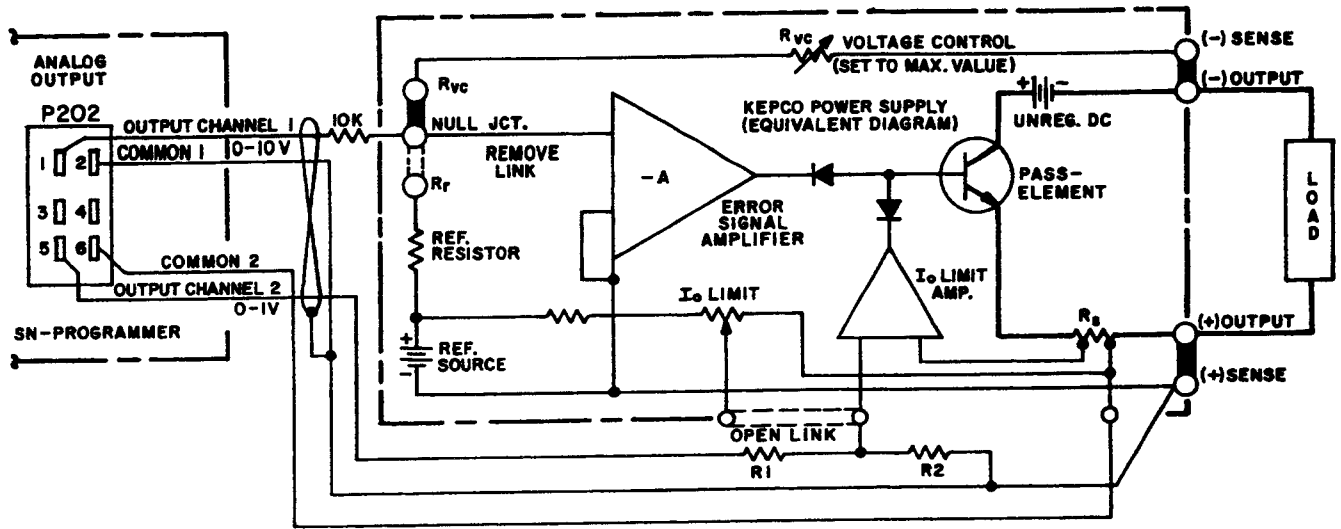 ANALOG
OUTPUT
P202
1
2
3
4
5
6
SN-PROGRAMMER
OUTPUT CHANNEL 1
0-10V
COMMON 1
COMMON 2
OUTPUT CHANNEL 2
0-1V
10K
RVC
NULL JCT.
REMOVE
LINK
Rr
REF.
RESISTOR
+
REF.
SOURCE
-
-A
ERROR
SIGNAL
AMPLIFIER
RVC
VOLTAGE CONTROL
(SET TO MAX. VALUE)
KEPCO POWER SUPPLY
(EQUIVALENT DIAGRAM)
+
-
UNREG. DC
PASS-
ELEMENT
Io LIMIT
Io LIMIT
AMP.
Rs
OPEN LINK
R1
R2
(-) SENSE
(-) OUTPUT
LOAD
(+) OUTPUT
(+) SENSE